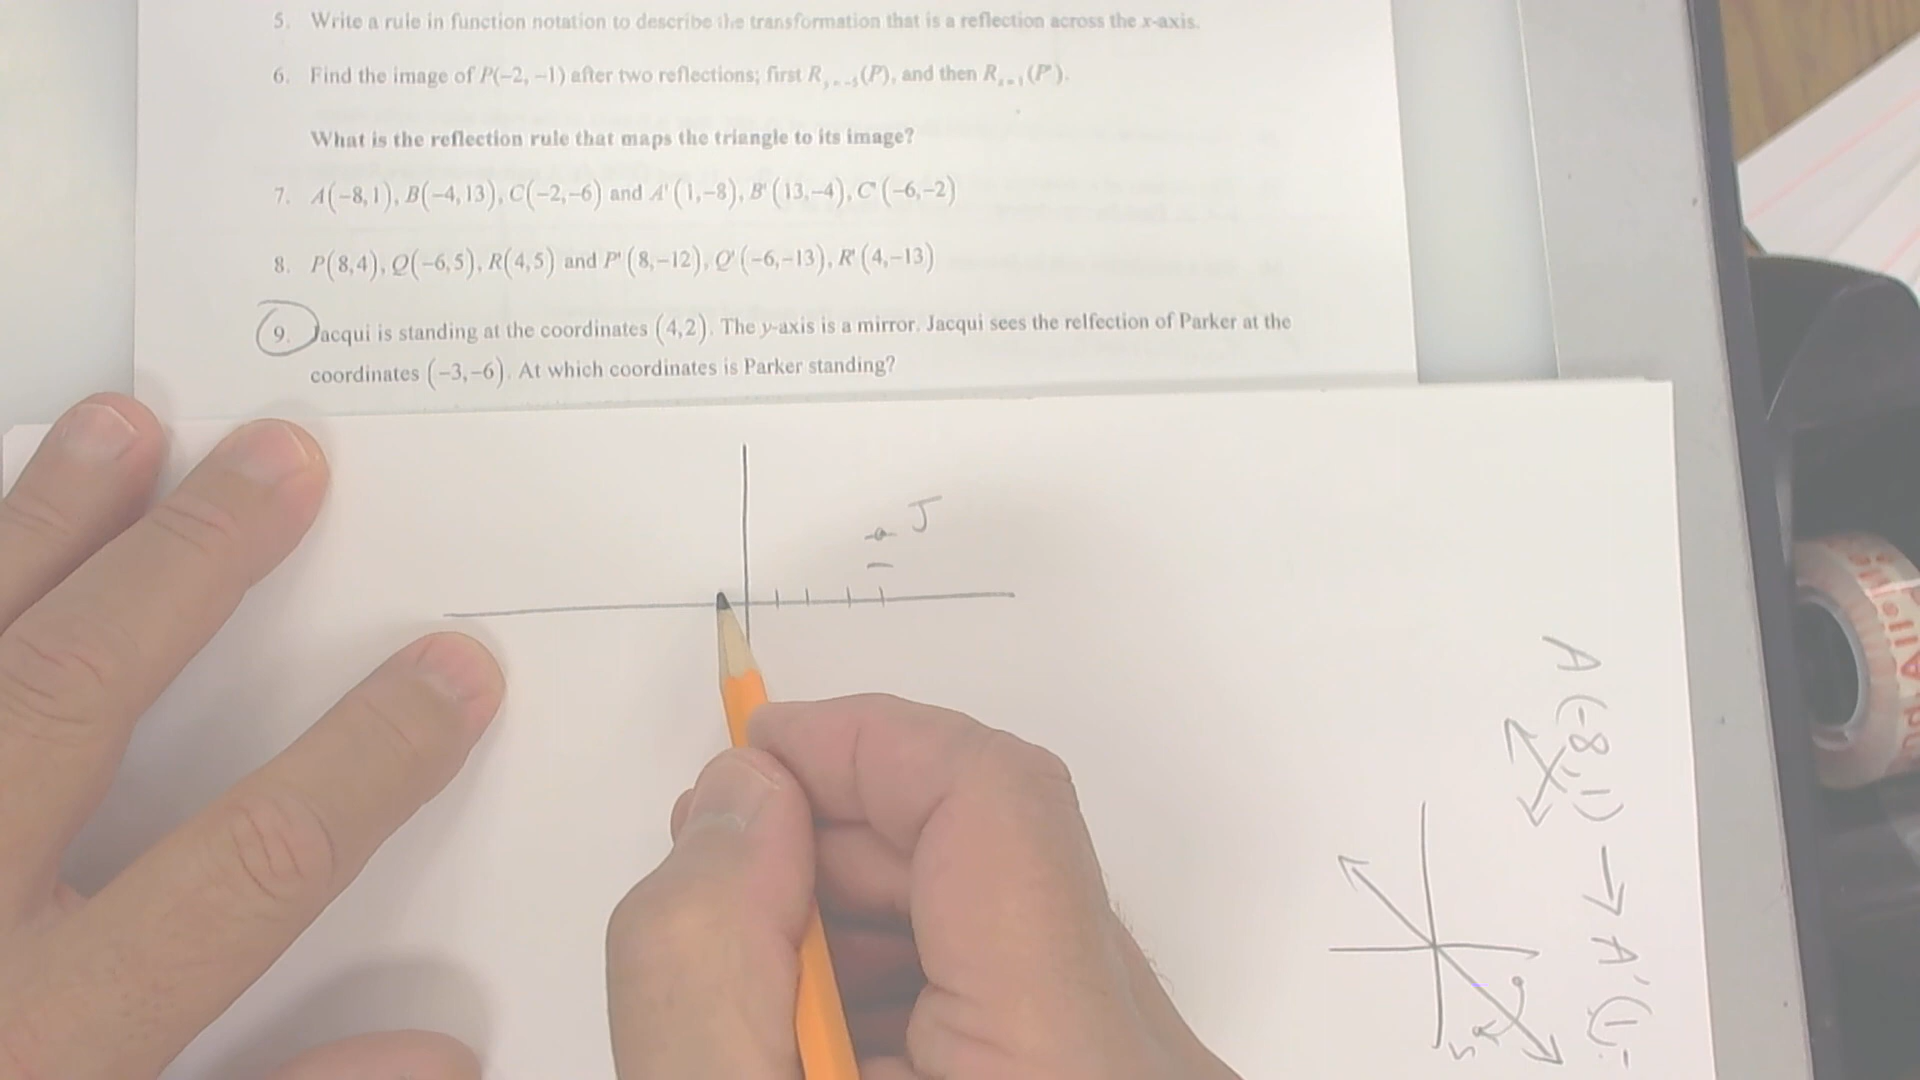 5. Write a rule in function notation to describe the transformation that is a reflection across the x-axis.
6. Find the image of P(−2, −1) after two reflections; first R y=−5 (P), and then R x=1 (P').
What is the reflection rule that maps the triangle to its image?
7. A(−8,1), B(−4,13), C(−2,−6) and A'(1,−8), B'(13,−4), C'(−6,−2)
8. P(8,4), Q(−6,5), R(4,5) and P'(8,−12), Q'(−6,−13), R'(4,−13)
9. Jacqui is standing at the coordinates (4,2). The y-axis is a mirror. Jacqui sees the relfection of Parker at the
coordinates (−3,−6). At which coordinates is Parker standing?
J
A(-8,1) → A'(1,-